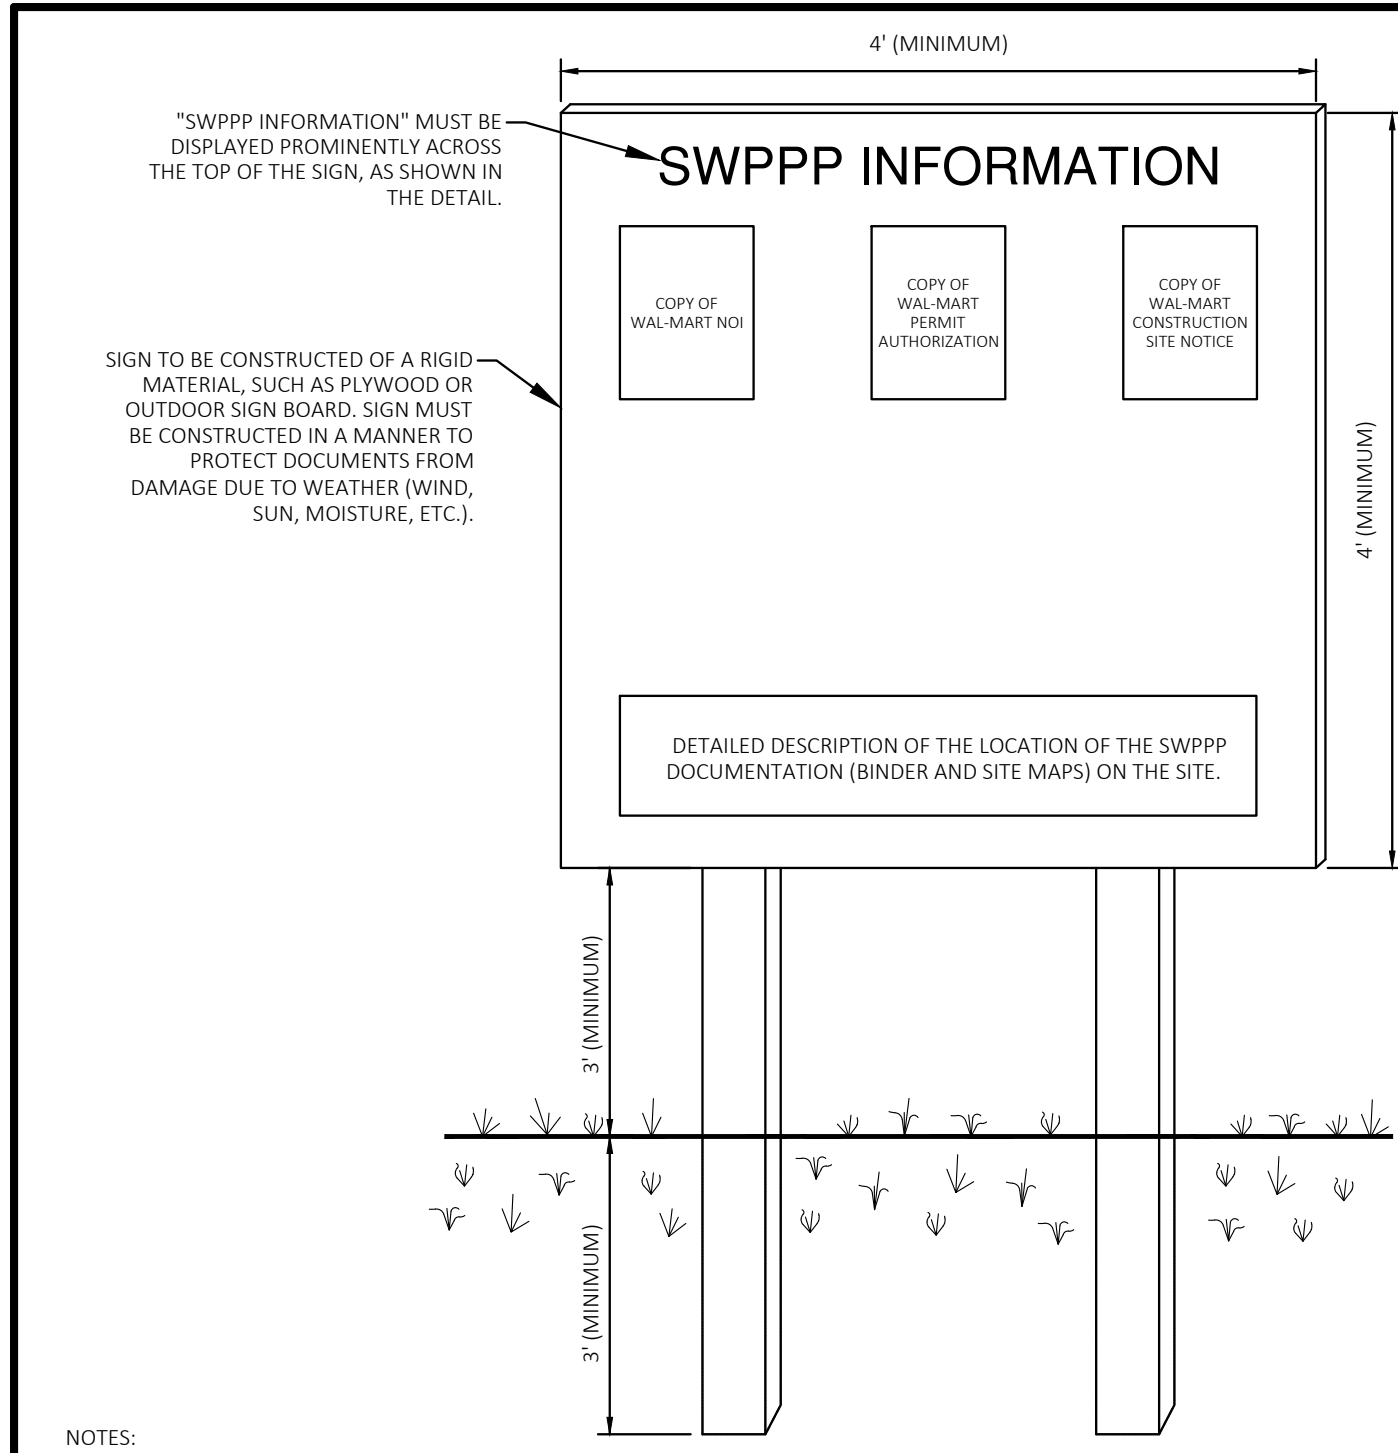 4' (MINIMUM)
"SWPPP INFORMATION" MUST BE
DISPLAYED PROMINENTLY ACROSS
THE TOP OF THE SIGN, AS SHOWN IN
THE DETAIL.
SWPPP INFORMATION
COPY OF
WAL-MART NOI
COPY OF
WAL-MART
PERMIT
AUTHORIZATION
COPY OF
WAL-MART
CONSTRUCTION
SITE NOTICE
SIGN TO BE CONSTRUCTED OF A RIGID
MATERIAL, SUCH AS PLYWOOD OR
OUTDOOR SIGN BOARD. SIGN MUST
BE CONSTRUCTED IN A MANNER TO
PROTECT DOCUMENTS FROM
DAMAGE DUE TO WEATHER (WIND,
SUN, MOISTURE, ETC.).
4' (MINIMUM)
DETAILED DESCRIPTION OF THE LOCATION OF THE SWPPP
DOCUMENTATION (BINDER AND SITE MAPS) ON THE SITE.
3' (MINIMUM)
3' (MINIMUM)
NOTES: